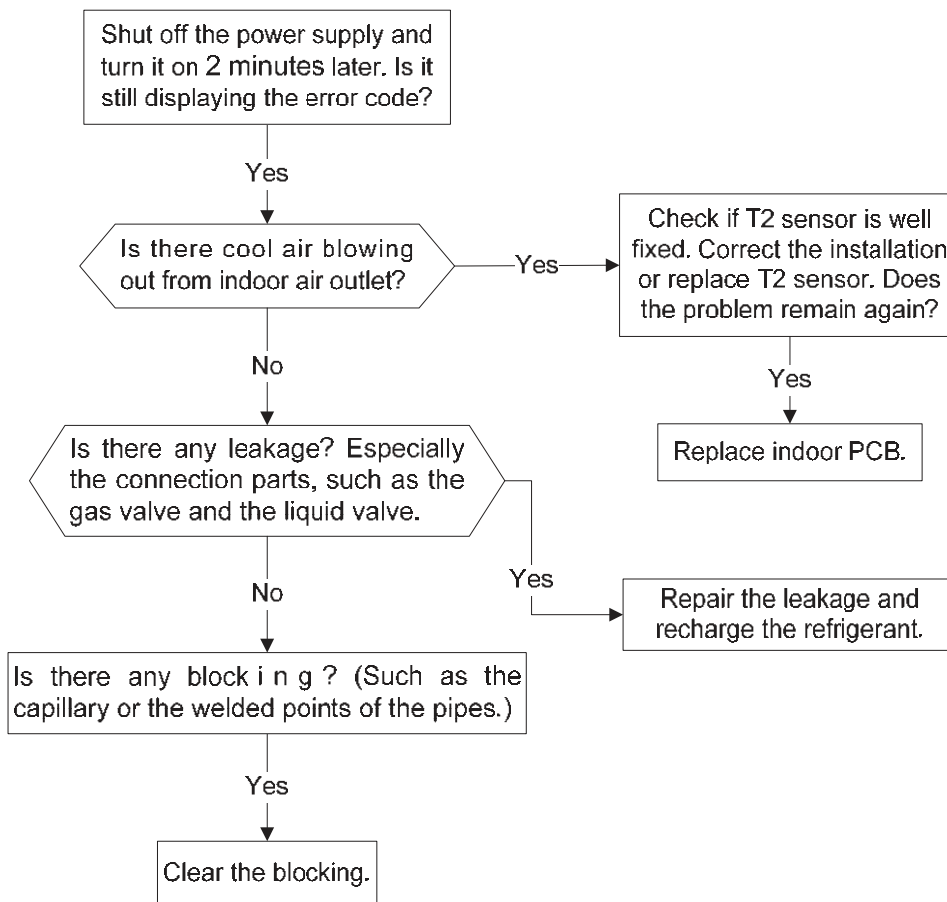 Shut off the power supply and
turn it on 2 minutes later. Is it
still displaying the error code?
Yes
Is there cool air blowing
out from indoor air outlet?
Yes
Check if T2 sensor is well
fixed. Correct the installation
or replace T2 sensor. Does
the problem remain again?
Yes
Replace indoor PCB.
No
Is there any leakage? Especially
the connection parts, such as the
gas valve and the liquid valve.
Yes
Repair the leakage and
recharge the refrigerant.
No
Is there any blocking? (Such as the
capillary or the welded points of the pipes.)
Yes
Clear the blocking.